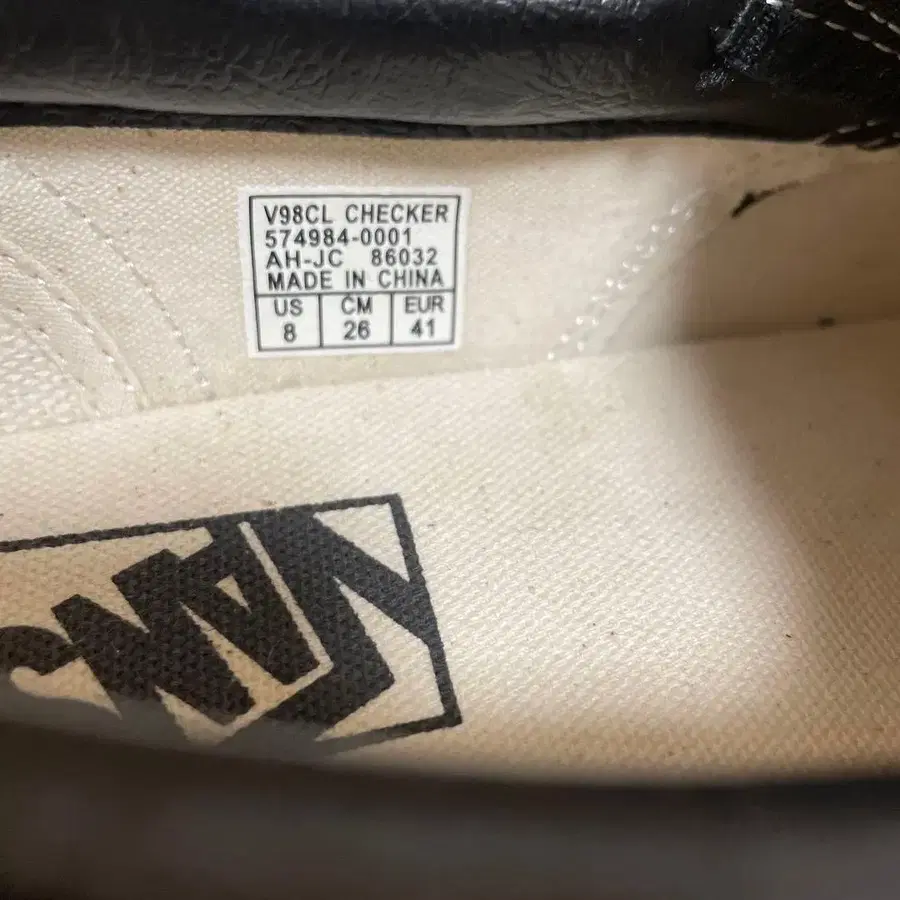 V98CL CHECKER
574984-0001
AH-JC 86032
MADE IN CHINA
US CM EUR
8 26 41
VANS